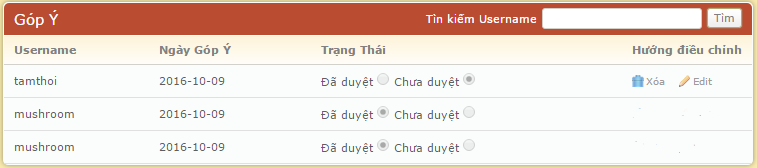 Góp Ý Tìn kiếm Username Tìm
Username Ngày Góp Ý Trạng Thái Hướng điều chỉnh
tamthoi 2016-10-09 Đã duyệt Chưa duyệt Xóa Edit
mushroom 2016-10-09 Đã duyệt Chưa duyệt
mushroom 2016-10-09 Đã duyệt Chưa duyệt